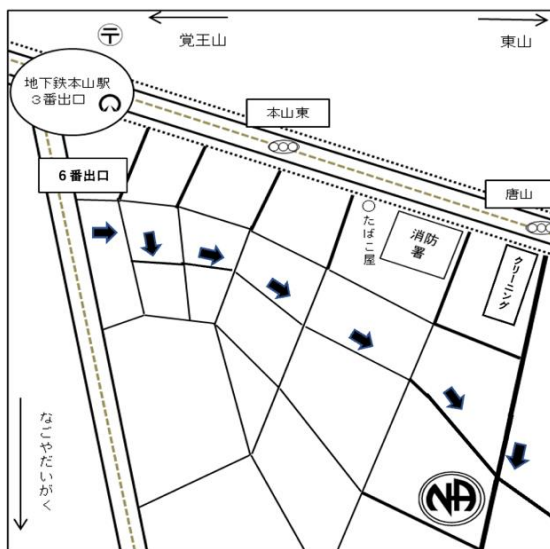 〒
覚王山
東山
地下鉄本山駅
3番出口
本山東
6番出口
唐山
たばこ屋
消防
署
クリーニング
なごやだいがく
NA